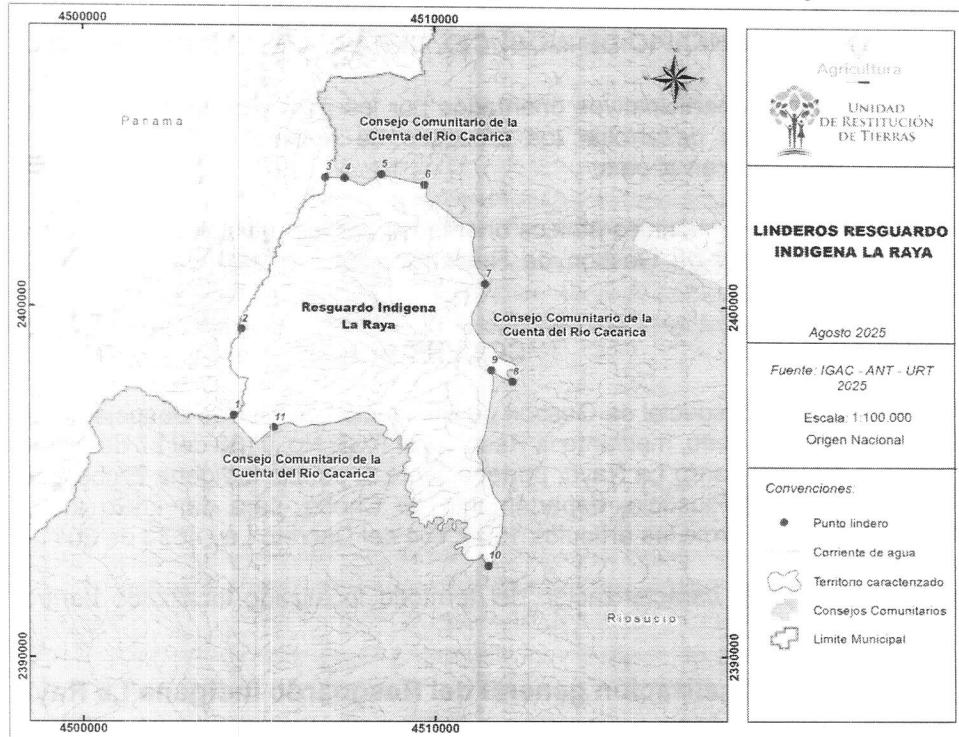 4500000
4510000
Panama
Consejo Comunitario de la
Cuenta del Río Cacarica
3
4
5
6
7
2400000
2400000
Resguardo Indigena
La Raya
Consejo Comunitario de la
Cuenta del Río Cacarica
2
9
8
1
11
Consejo Comunitario de la
Cuenta del Río Cacarica
10
Riosucio
2390000
2390000
4500000
4510000
Agricultura
UNIDAD
DE RESTITUCIÓN
DE TIERRAS
LINDEROS RESGUARDO
INDIGENA LA RAYA
Agosto 2025
Fuente: IGAC - ANT - URT
2025
Escala: 1:100.000
Origen Nacional
Convenciones:
Punto lindero
Corriente de agua
Territorio caracterizado
Consejos Comunitarios
Limite Municipal